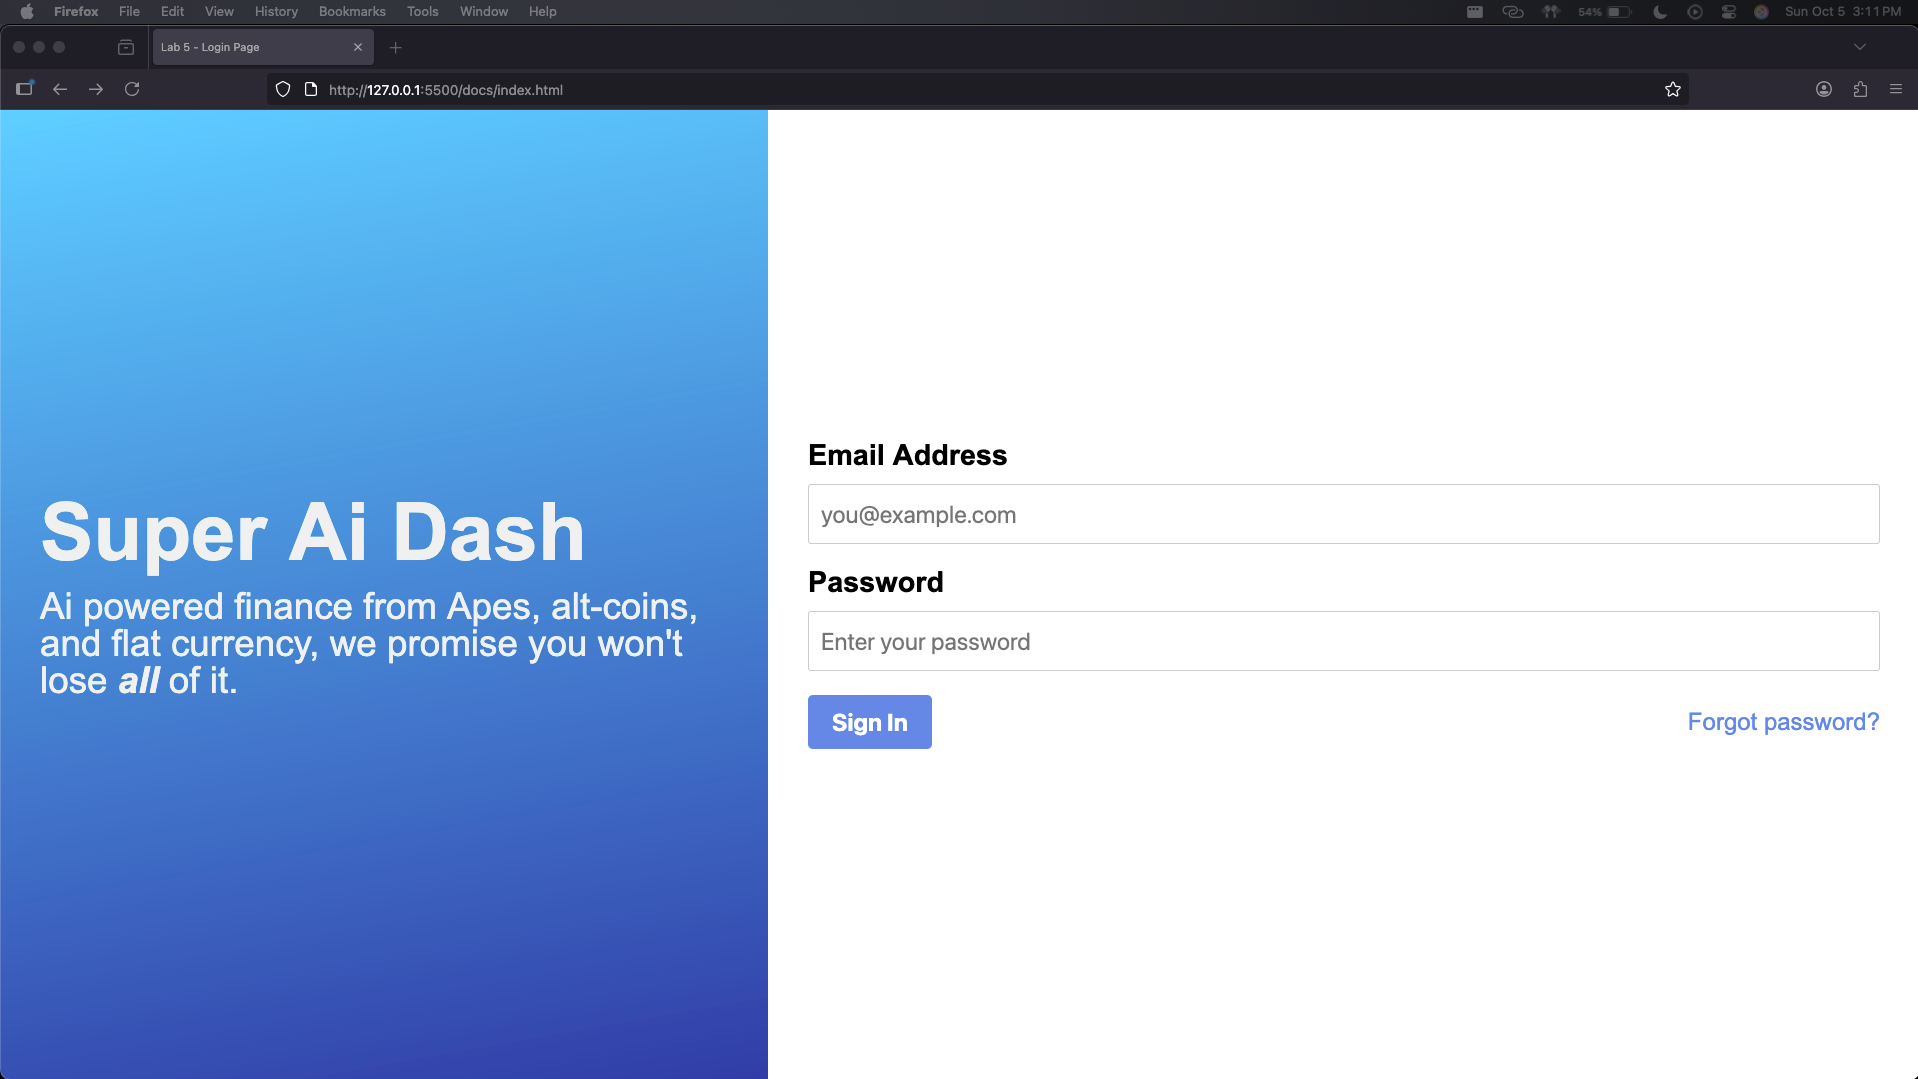 Firefox File Edit View History Bookmarks Tools Window Help 54% Sun Oct 5 3:11 PM
Lab 5 - Login Page
http://127.0.0.1:5500/docs/index.html
Super Ai Dash
Ai powered finance from Apes, alt-coins,
and flat currency, we promise you won't
lose all of it.
Email Address
you@example.com
Password
Enter your password
Sign In Forgot password?